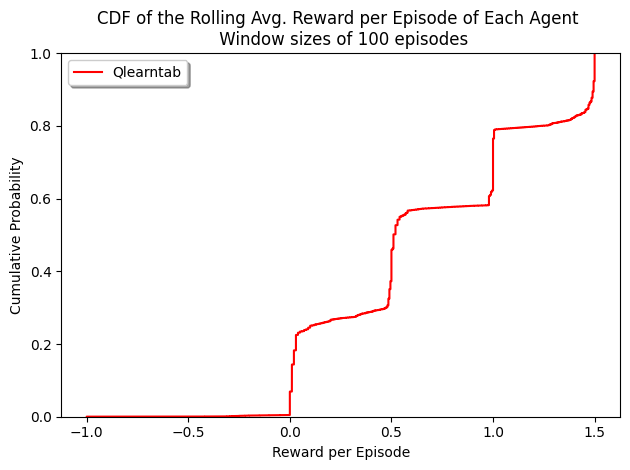 CDF of the Rolling Avg. Reward per Episode of Each Agent
Window sizes of 100 episodes
Qlearntab
1.0
0.8
0.6
0.4
0.2
0.0
Cumulative Probability
−1.0 −0.5 0.0 0.5 1.0 1.5
Reward per Episode